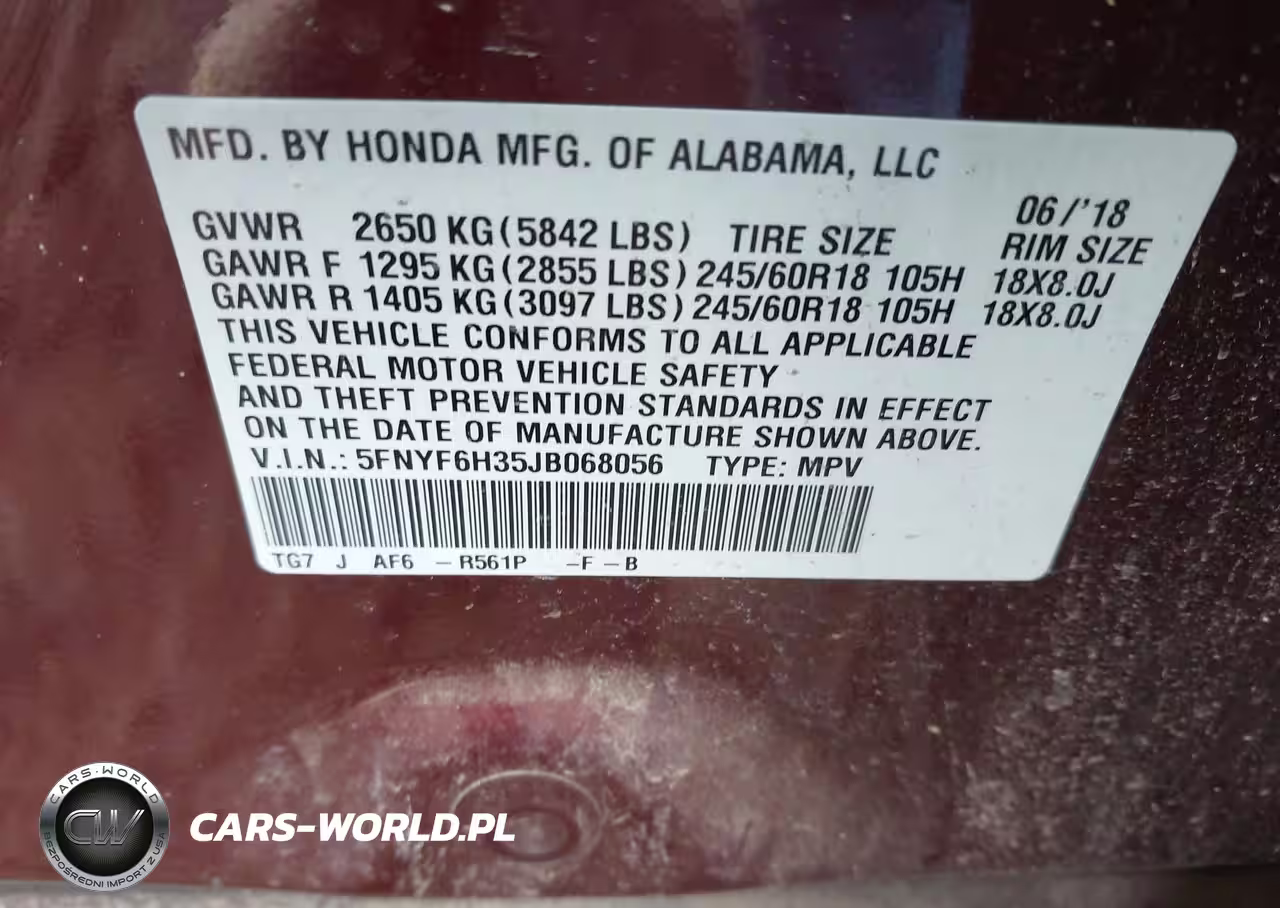 MFD. BY HONDA MFG. OF ALABAMA, LLC
06/'18
GVWR 2650 KG(5842 LBS) TIRE SIZE RIM SIZE
GAWR F 1295 KG(2855 LBS) 245/60R18 105H 18X8.0J
GAWR R 1405 KG(3097 LBS) 245/60R18 105H 18X8.0J
THIS VEHICLE CONFORMS TO ALL APPLICABLE
FEDERAL MOTOR VEHICLE SAFETY
AND THEFT PREVENTION STANDARDS IN EFFECT
ON THE DATE OF MANUFACTURE SHOWN ABOVE.
V.I.N.: 5FNYF6H35JB068056 TYPE: MPV
TG7 J AF6 - R561P -F - B
CARS-WORLD
CW
BEZPOŚREDNI IMPORT Z USA
CARS-WORLD.PL